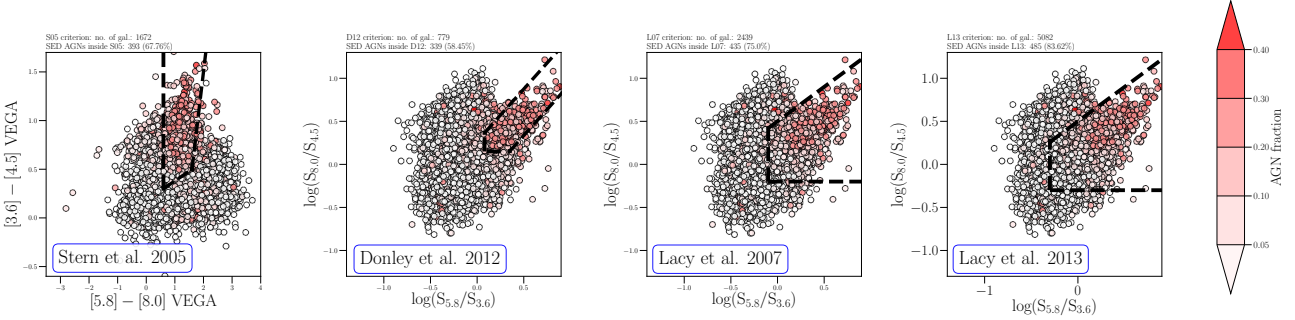 S05 criterion: no. of gal.: 1672
SED AGNs inside S05: 393 (67.76%)
[3.6] − [4.5] VEGA
1.5
1.0
0.5
0.0
−0.5
Stern et al. 2005
−3 −2 −1 0 1 2 3 4
[5.8] − [8.0] VEGA
D12 criterion: no. of gal.: 779
SED AGNs inside D12: 339 (58.45%)
log(S8.0/S4.5)
1.0
0.5
0.0
−0.5
−1.0
Donley et al. 2012
−1.0 −0.5 0.0 0.5
log(S5.8/S3.6)
L07 criterion: no. of gal.: 2439
SED AGNs inside L07: 435 (75.0%)
log(S8.0/S4.5)
1.0
0.5
0.0
−0.5
−1.0
Lacy et al. 2007
−1.0 −0.5 0.0 0.5
log(S5.8/S3.6)
L13 criterion: no. of gal.: 5082
SED AGNs inside L13: 485 (83.62%)
log(S8.0/S4.5)
1.0
0.5
0.0
−0.5
−1.0
Lacy et al. 2013
−1 0
log(S5.8/S3.6)
0.40
0.30
0.20
0.10
0.05
AGN fraction